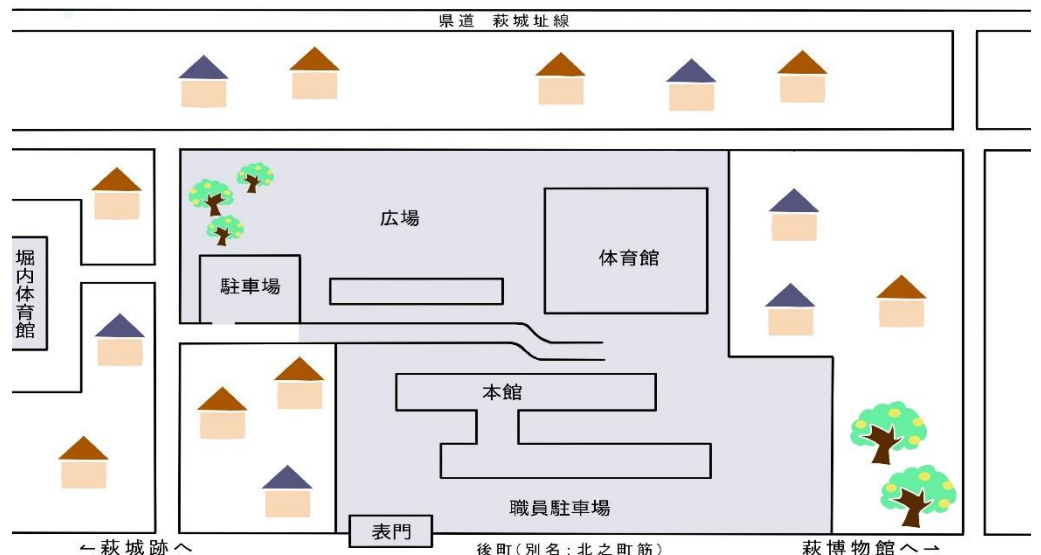 県道 萩城址線
広場
体育館
堀内体育館
駐車場
本館
職員駐車場
表門
←萩城跡へ
後町(別名:北之町筋)
萩博物館へ→